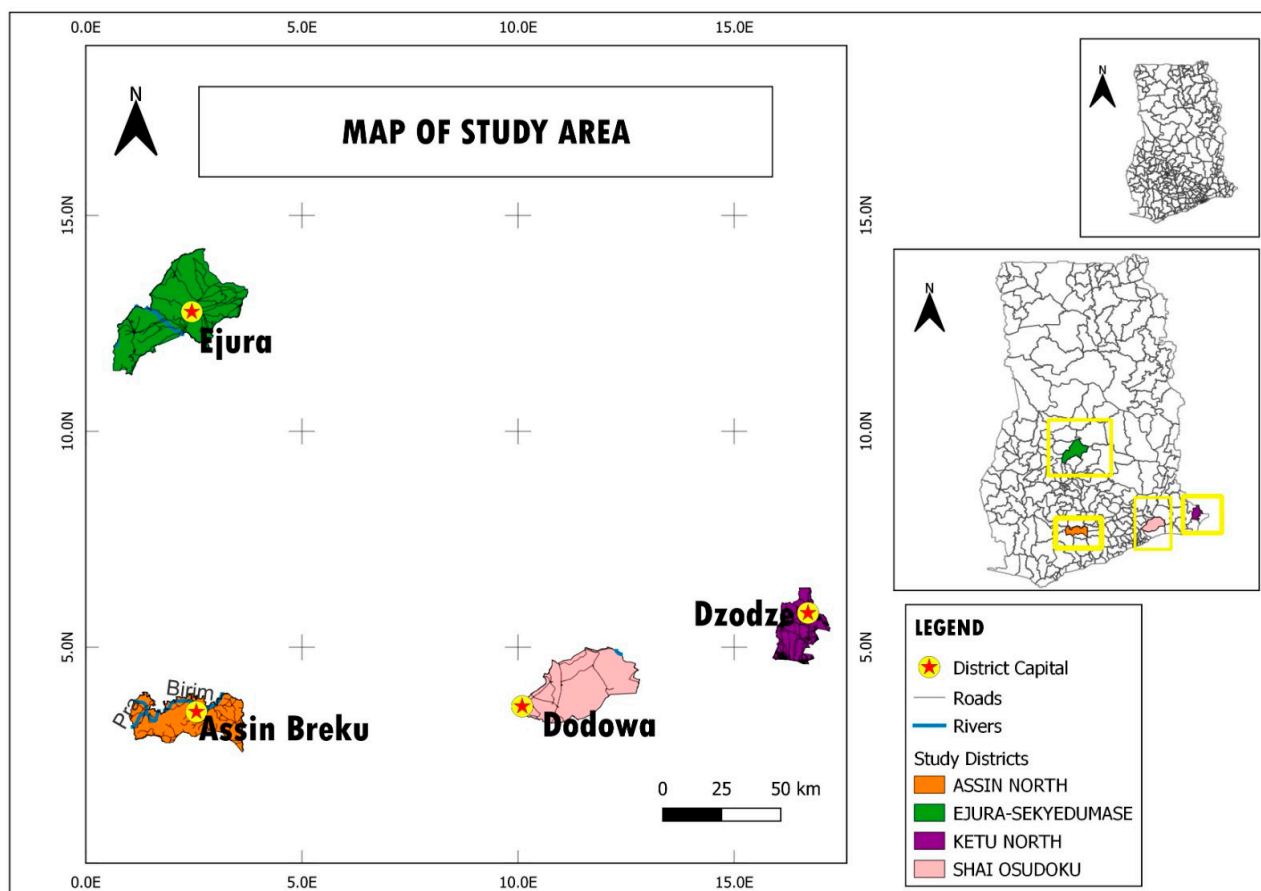 0.0E 5.0E 10.0E 15.0E
N
MAP OF STUDY AREA
15.0N 15.0N
Ejura
10.0N 10.0N
Dzodze
5.0N 5.0N
Birim
Pra
Assin Breku
Dodowa
0 25 50 km
0.0E 5.0E 10.0E 15.0E
N
N
LEGEND
District Capital
Roads
Rivers
Study Districts
ASSIN NORTH
EJURA-SEKYEDUMASE
KETU NORTH
SHAI OSUDOKU